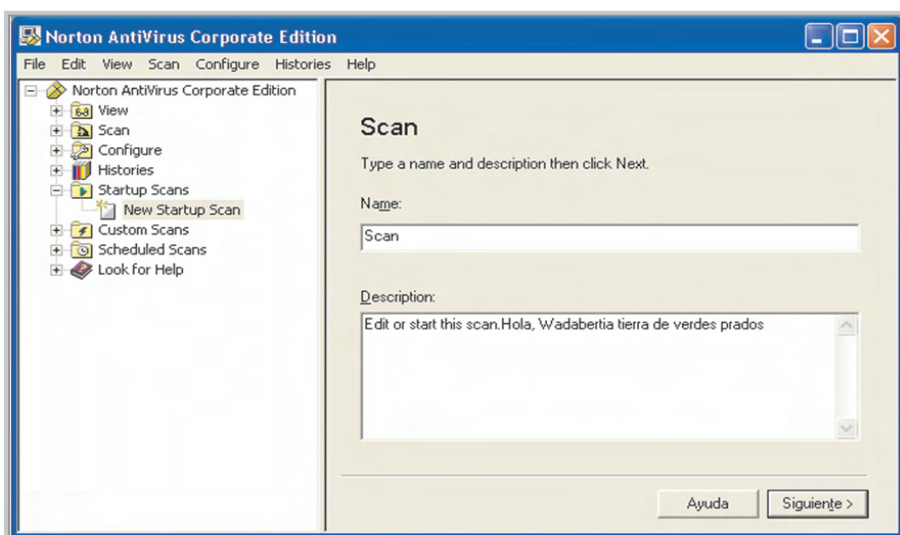 Norton AntiVirus Corporate Edition
File Edit View Scan Configure Histories Help
Norton AntiVirus Corporate Edition
View
Scan
Configure
Histories
Startup Scans
New Startup Scan
Custom Scans
Scheduled Scans
Look for Help
Scan
Type a name and description then click Next.
Name:
Scan
Description:
Edit or start this scan.Hola, Wadabertia tierra de verdes prados
Ayuda
Siguiente >